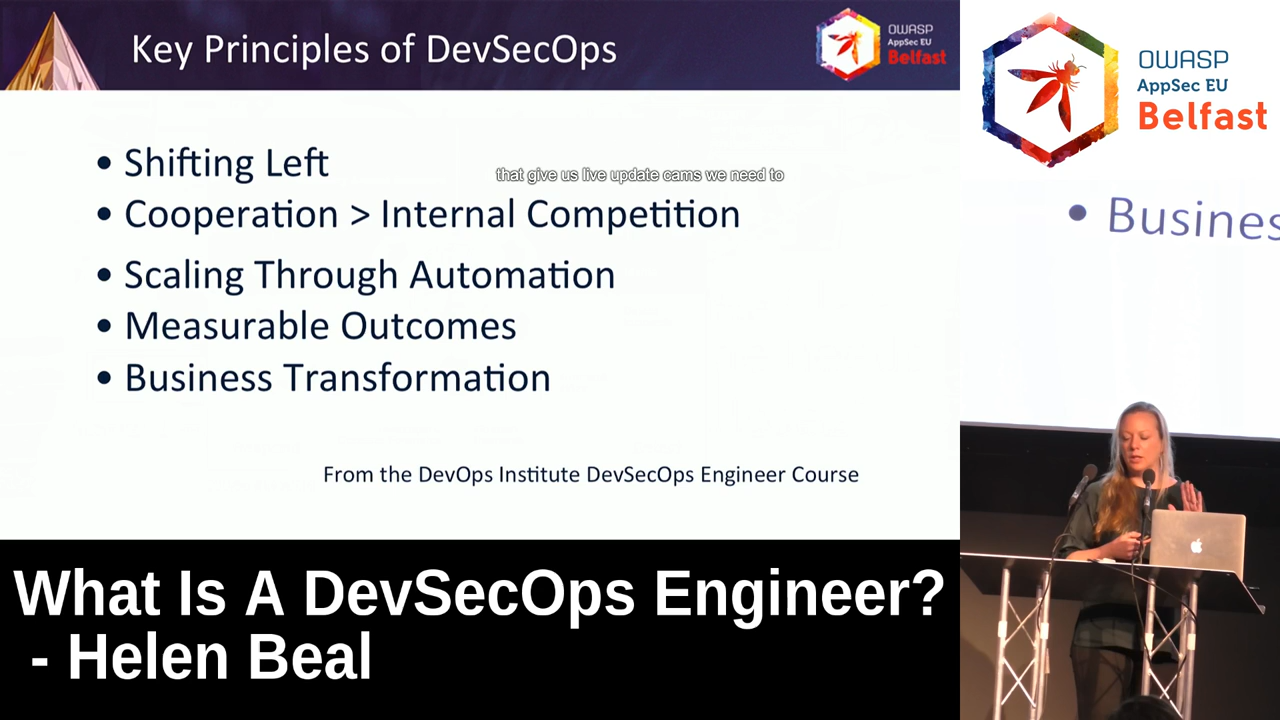 Key Principles of DevSecOps
OWASP
AppSec EU
Belfast
• Shifting Left
that give us live update cams we need to
• Cooperation > Internal Competition
• Scaling Through Automation
• Measurable Outcomes
• Business Transformation
From the DevOps Institute DevSecOps Engineer Course
What Is A DevSecOps Engineer?
- Helen Beal
OWASP
AppSec EU
Belfast
• Busines